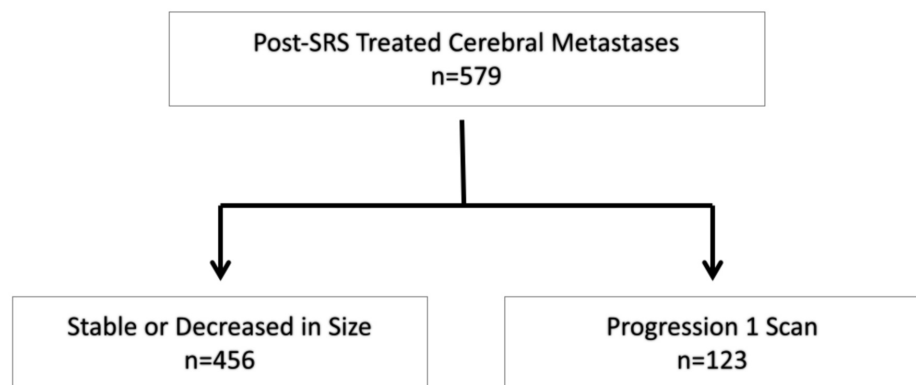 Post-SRS Treated Cerebral Metastases
n=579
Stable or Decreased in Size
n=456
Progression 1 Scan
n=123